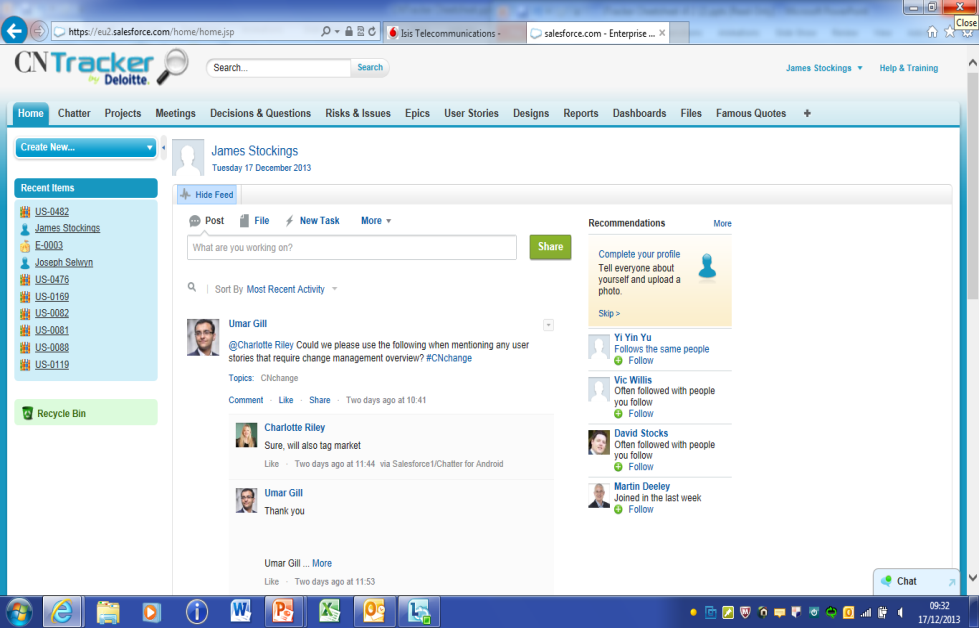 Close
https://eu2.salesforce.com/home/home.jsp
Isis Telecommunications -
salesforce.com - Enterprise ...
CNTracker
by Deloitte.
Search...
Search
James Stockings
Help & Training
Home
Chatter
Projects
Meetings
Decisions & Questions
Risks & Issues
Epics
User Stories
Designs
Reports
Dashboards
Files
Famous Quotes
+
Create New...
Recent Items
US-0482
James Stockings
E-0003
Joseph Selwyn
US-0476
US-0169
US-0082
US-0081
US-0088
US-0119
Recycle Bin
James Stockings
Tuesday 17 December 2013
Hide Feed
Post
File
New Task
More
What are you working on?
Share
Sort By Most Recent Activity
Umar Gill
@Charlotte Riley Could we please use the following when mentioning any user
stories that require change management overview? #CNchange
Topics: CNchange
Comment · Like · Share · Two days ago at 10:41
Charlotte Riley
Sure, will also tag market
Like · Two days ago at 11:44 via Salesforce1/Chatter for Android
Umar Gill
Thank you
Umar Gill ... More
Like · Two days ago at 11:53
Recommendations
More
Complete your profile
Tell everyone about
yourself and upload a
photo.
Skip >
Yi Yin Yu
Follows the same people
Follow
Vic Willis
Often followed with people
you follow
Follow
David Stocks
Often followed with people
you follow
Follow
Martin Deeley
Joined in the last week
Follow
Chat
09:32
17/12/2013